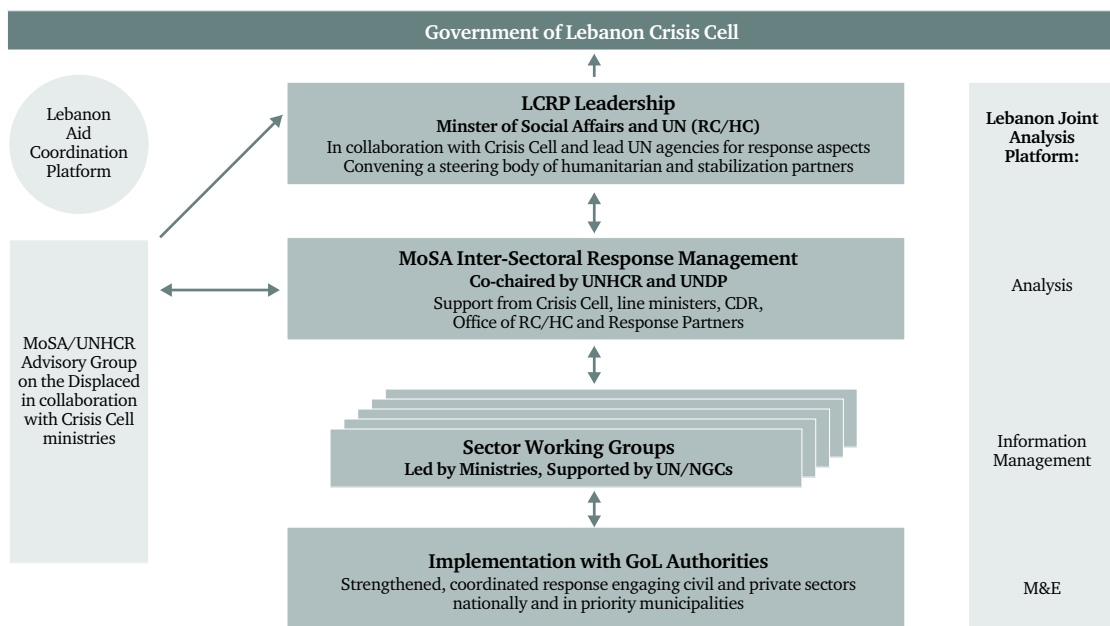 Government of Lebanon Crisis Cell
Lebanon
Aid
Coordination
Platform
MoSA/UNHCR
Advisory Group
on the Displaced
in collaboration
with Crisis Cell
ministries
LCRP Leadership
Minster of Social Affairs and UN (RC/HC)
In collaboration with Crisis Cell and lead UN agencies for response aspects
Convening a steering body of humanitarian and stabilization partners
MoSA Inter-Sectoral Response Management
Co-chaired by UNHCR and UNDP
Support from Crisis Cell, line ministers, CDR,
Office of RC/HC and Response Partners
Sector Working Groups
Led by Ministries, Supported by UN/NGCs
Implementation with GoL Authorities
Strengthened, coordinated response engaging civil and private sectors
nationally and in priority municipalities
Lebanon Joint
Analysis
Platform:
Analysis
Information
Management
M&E